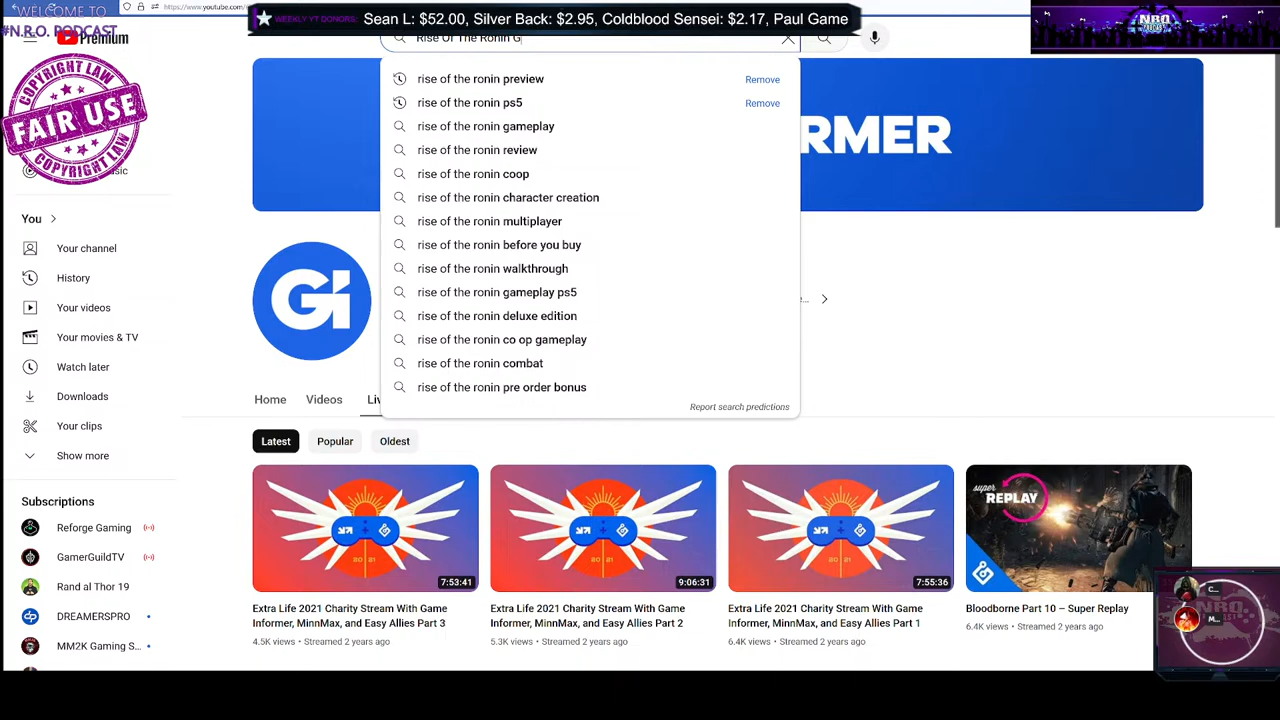 WELCOME TO
#N.R.O. PODCAST
Premium
https://www.youtube.com/
WEEKLY YT DONORS: Sean L: $52.00, Silver Back: $2.95, Coldblood Sensei: $2.17, Paul Game
Rise Of The Ronin G
N.R.O.
COPYRIGHT LAW
FAIR USE
COPYRIGHT LAW
rise of the ronin preview
Remove
rise of the ronin ps5
Remove
rise of the ronin gameplay
rise of the ronin review
rise of the ronin coop
rise of the ronin character creation
rise of the ronin multiplayer
rise of the ronin before you buy
rise of the ronin walkthrough
rise of the ronin gameplay ps5
rise of the ronin deluxe edition
rise of the ronin co op gameplay
rise of the ronin combat
rise of the ronin pre order bonus
Report search predictions
RMER
GI
You
Your channel
History
Your videos
Your movies & TV
Watch later
Downloads
Your clips
Show more
Subscriptions
Reforge Gaming
GamerGuildTV
Rand al Thor 19
DREAMERSPRO
MM2K Gaming S...
Home
Videos
Liv
Latest
Popular
Oldest
7:53:41
Extra Life 2021 Charity Stream With Game
Informer, MinnMax, and Easy Allies Part 3
4.5K views • Streamed 2 years ago
9:06:31
Extra Life 2021 Charity Stream With Game
Informer, MinnMax, and Easy Allies Part 2
5.3K views • Streamed 2 years ago
7:55:36
Extra Life 2021 Charity Stream With Game
Informer, MinnMax, and Easy Allies Part 1
6.4K views • Streamed 2 years ago
super
REPLAY
Bloodborne Part 10 – Super Replay
6.4K views • Streamed 2 years ago
C...
M...